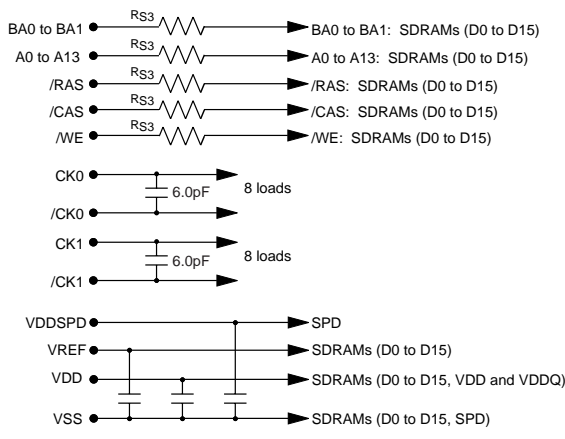 BA0 to BA1 RS3 BA0 to BA1: SDRAMs (D0 to D15)
A0 to A13 RS3 A0 to A13: SDRAMs (D0 to D15)
/RAS RS3 /RAS: SDRAMs (D0 to D15)
/CAS RS3 /CAS: SDRAMs (D0 to D15)
/WE RS3 /WE: SDRAMs (D0 to D15)
CK0
6.0pF 8 loads
/CK0
CK1
6.0pF 8 loads
/CK1
VDDSPD SPD
VREF SDRAMs (D0 to D15)
VDD SDRAMs (D0 to D15, VDD and VDDQ)
VSS SDRAMs (D0 to D15, SPD)